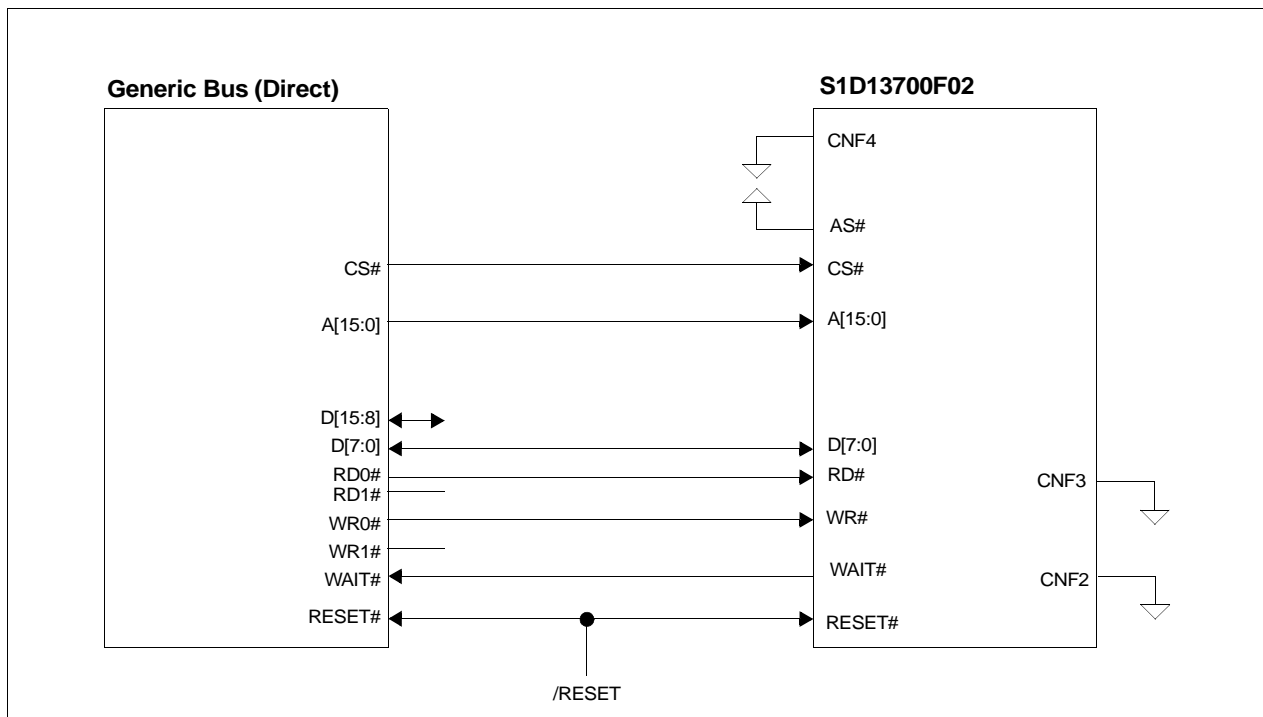 Generic Bus (Direct)
S1D13700F02
CNF4
AS#
CS#
CS#
A[15:0]
A[15:0]
D[15:8]
D[7:0]
D[7:0]
RD0#
RD#
RD1#
CNF3
WR0#
WR#
WR1#
WAIT#
WAIT#
CNF2
RESET#
RESET#
/RESET